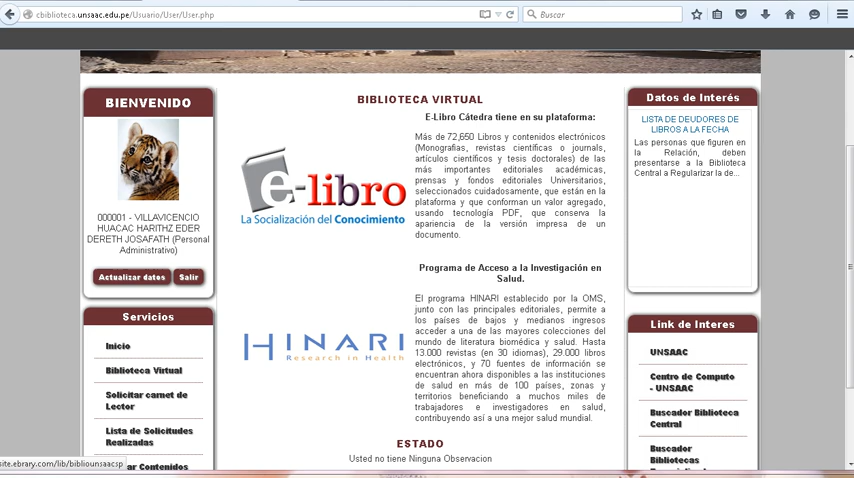 cbiblioteca.unsaac.edu.pe/Usuario/User/User.php
Buscar
BIENVENIDO
000001 - VILLAVICENCIO
HUACAC HARITHZ EDER
DERETH JOSAFATH (Personal
Administrativo)
Actualizar datos
Salir
Servicios
Inicio
Biblioteca Virtual
Solicitar carnet de
Lector
Lista de Solicitudes
Realizadas
ar Contenidos
site.ebrary.com/lib/bibliounsaacsp
BIBLIOTECA VIRTUAL
e-libro
La Socialización del Conocimiento
E-Libro Cátedra tiene en su plataforma:
Más de 72,650 Libros y contenidos electrónicos
(Monografias, revistas científicas o journals,
artículos científicos y tesis doctorales) de las
más importantes editoriales académicas,
prensas y fondos editoriales Universitarios,
seleccionados cuidadosamente, que están en la
plataforma y que conforman un valor agregado,
usando tecnología PDF, que conserva la
apariencia de la versión impresa de un
documento.
HINARI
Research in Health
Programa de Acceso a la Investigación en
Salud.
El programa HINARI establecido por la OMS,
junto con las principales editoriales, permite a
los países de bajos y medianos ingresos
acceder a una de las mayores colecciones del
mundo de literatura biomédica y salud. Hasta
13.000 revistas (en 30 idiomas), 29.000 libros
electrónicos, y 70 fuentes de información se
encuentran ahora disponibles a las instituciones
de salud en más de 100 países, zonas y
territorios beneficiando a muchos miles de
trabajadores e investigadores en salud,
contribuyendo así a una mejor salud mundial.
ESTADO
Usted no tiene Ninguna Observacion
Datos de Interés
LISTA DE DEUDORES DE
LIBROS A LA FECHA
Las personas que figuren en
la Relación, deben
presentarse a la Biblioteca
Central a Regularizar la de...
Link de Interes
UNSAAC
Centro de Computo
- UNSAAC
Buscador Biblioteca
Central
Buscador
Bibliotecas